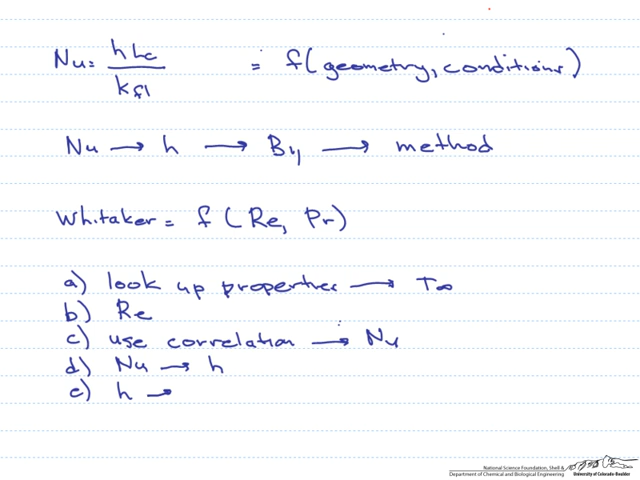 Nu = h Lc / kfl = f(geometry, conditions)
Nu → h → Bi → method
Whitaker = f (Re, Pr)
a) look up properties → T∞
b) Re
c) use correlation → Nu
d) Nu → h
e) h →
National Science Foundation, Shell &
Department of Chemical and Biological Engineering
University of Colorado-Boulder